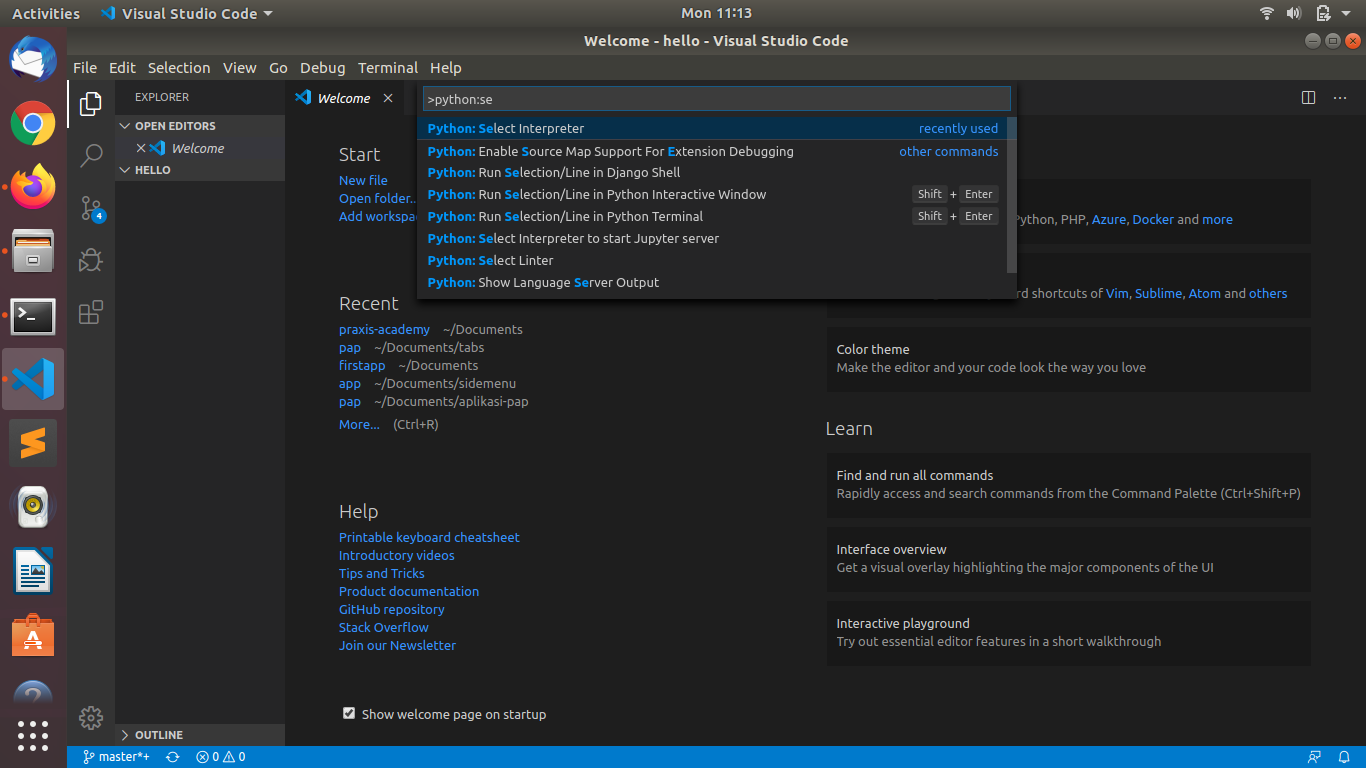 Activities Visual Studio Code Mon 11:13
Welcome - hello - Visual Studio Code
File Edit Selection View Go Debug Terminal Help
EXPLORER
OPEN EDITORS
Welcome
HELLO
4
OUTLINE
Welcome
>python:se
Python: Select Interpreter recently used
Python: Enable Source Map Support For Extension Debugging other commands
Python: Run Selection/Line in Django Shell
Python: Run Selection/Line in Python Interactive Window Shift + Enter
Python: Run Selection/Line in Python Terminal Shift + Enter
Python: Select Interpreter to start Jupyter server
Python: Select Linter
Python: Show Language Server Output
Start
New file
Open folder..
Add workspa
Recent
praxis-academy ~/Documents
pap ~/Documents/tabs
firstapp ~/Documents
app ~/Documents/sidemenu
pap ~/Documents/aplikasi-pap
More... (Ctrl+R)
Help
Printable keyboard cheatsheet
Introductory videos
Tips and Tricks
Product documentation
GitHub repository
Stack Overflow
Join our Newsletter
Show welcome page on startup
ython, PHP, Azure, Docker and more
rd shortcuts of Vim, Sublime, Atom and others
Color theme
Make the editor and your code look the way you love
Learn
Find and run all commands
Rapidly access and search commands from the Command Palette (Ctrl+Shift+P)
Interface overview
Get a visual overlay highlighting the major components of the UI
Interactive playground
Try out essential editor features in a short walkthrough
master*+ 0 0